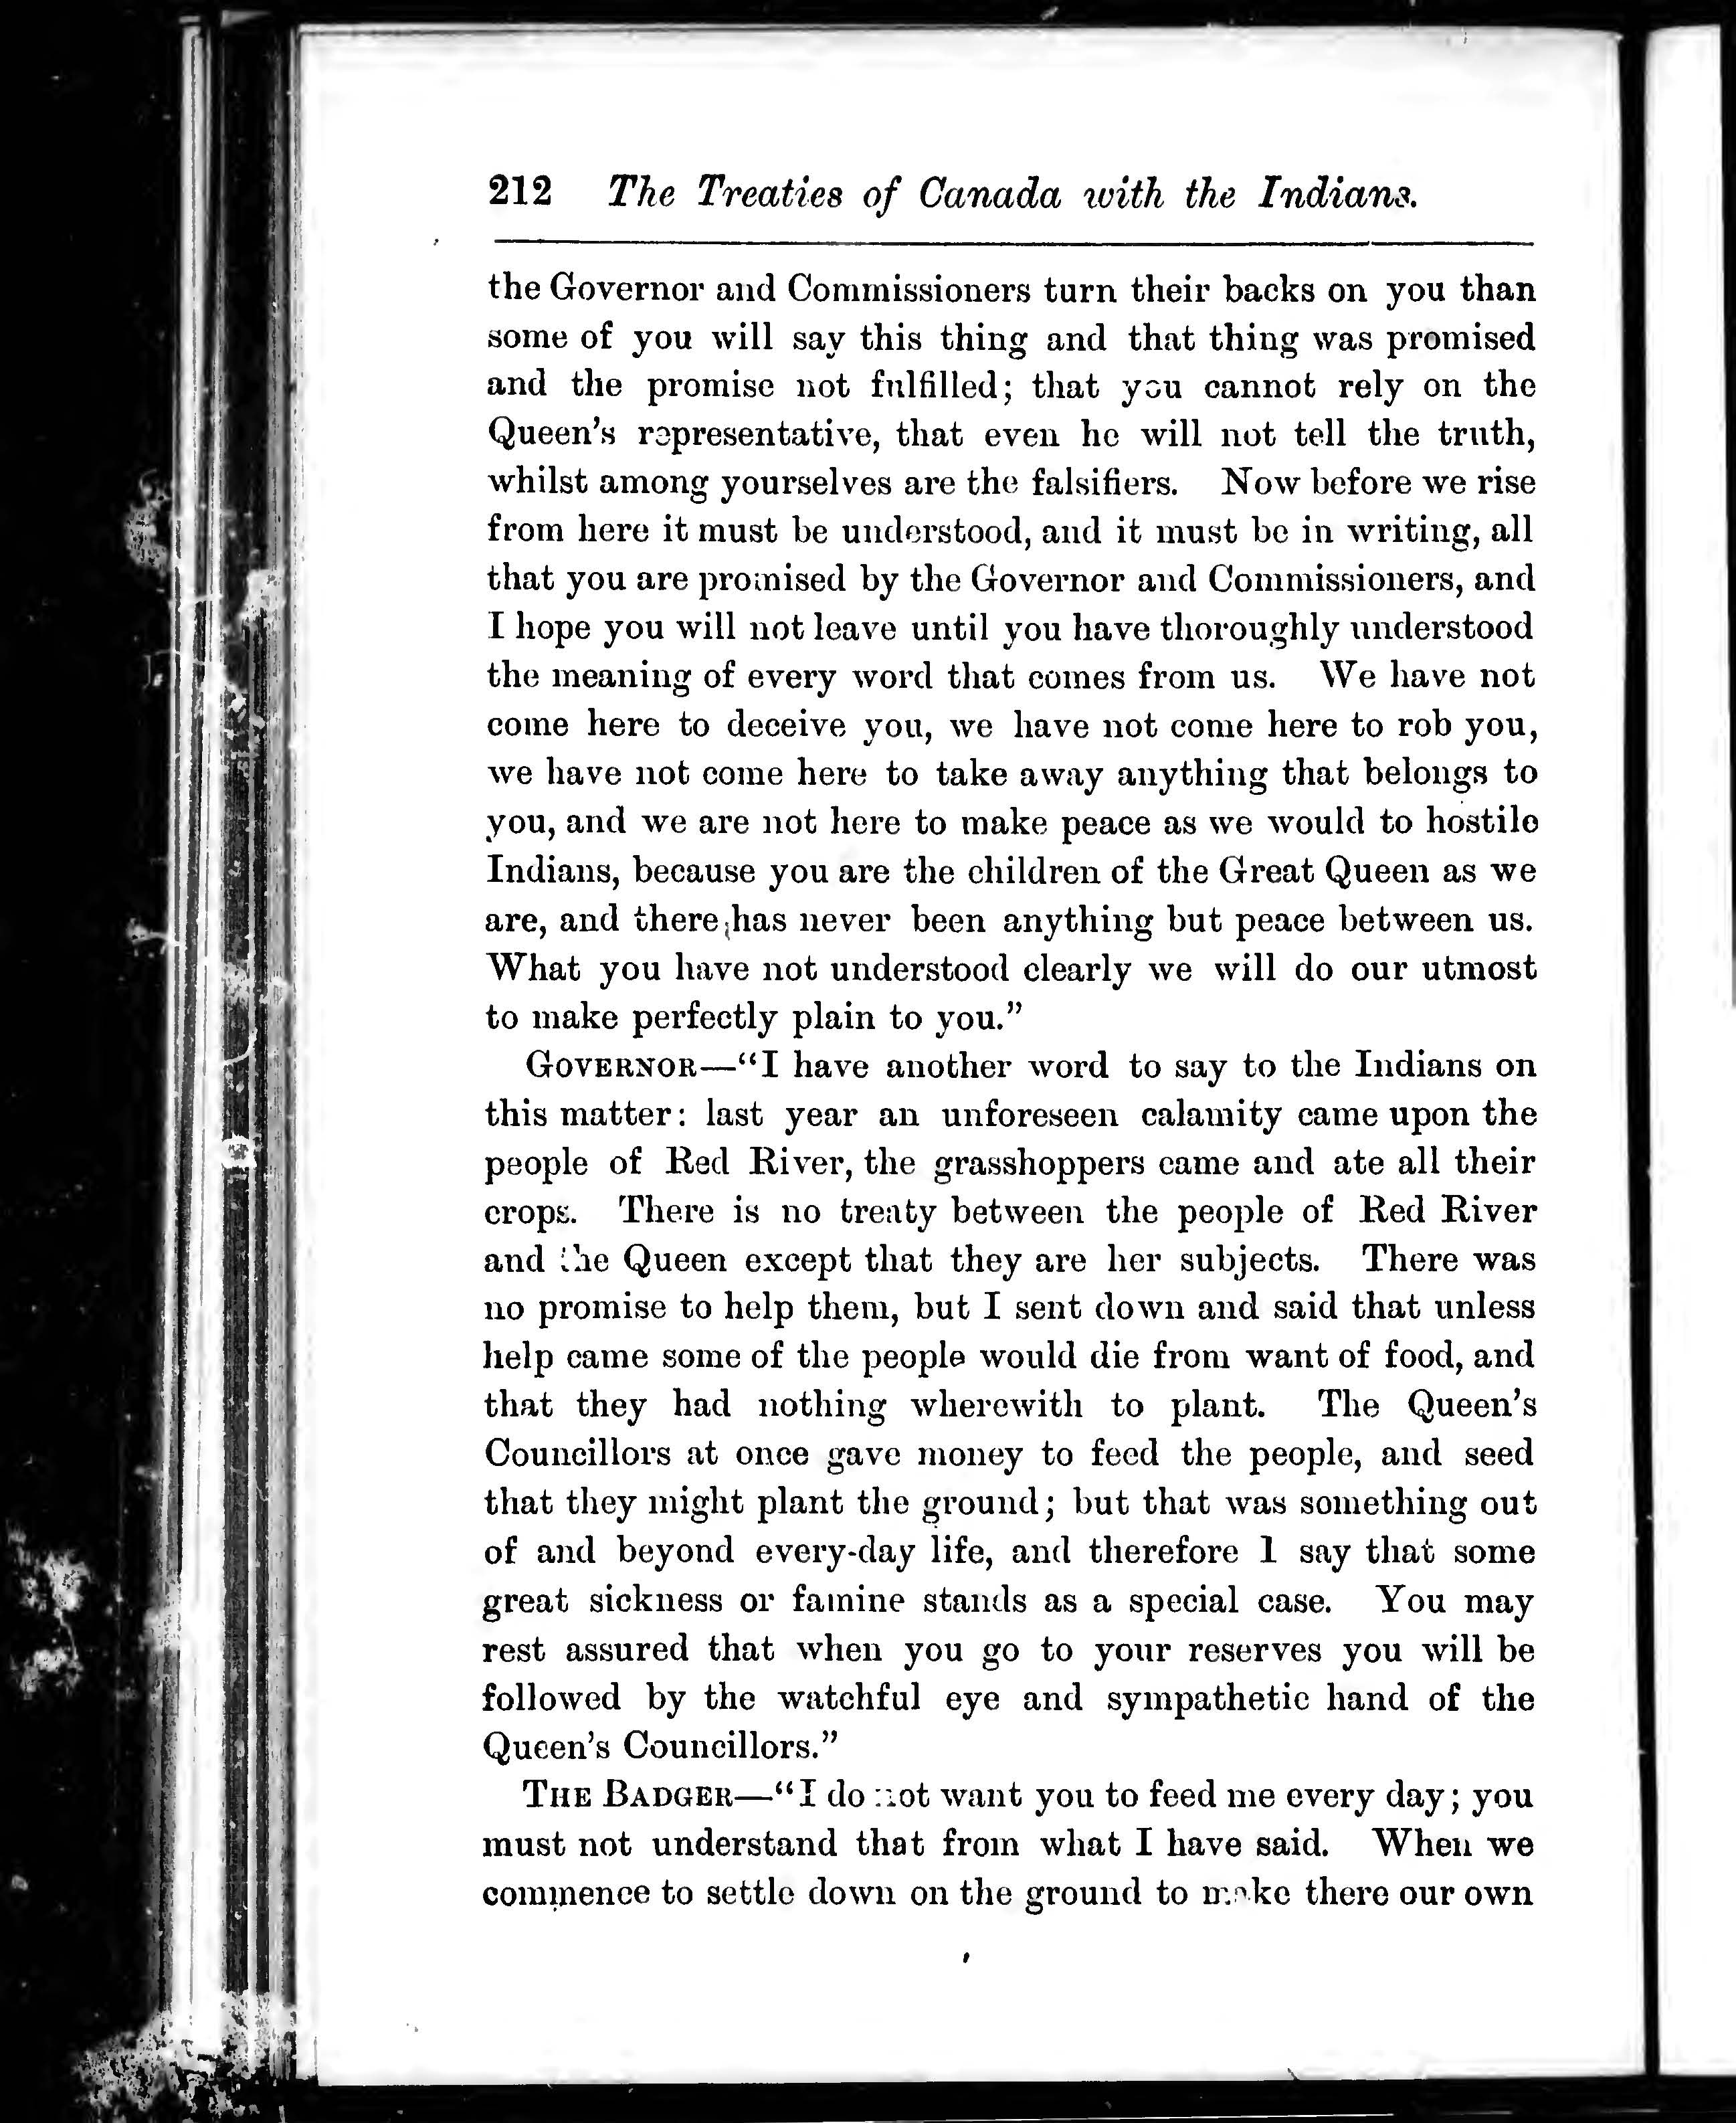 212 The Treaties of Canada with the Indians.
the Governor and Commissioners turn their backs on you than
some of you will say this thing and that thing was promised
and the promise not fulfilled; that you cannot rely on the
Queen's representative, that even he will not tell the truth,
whilst among yourselves are the falsifiers. Now before we rise
from here it must be understood, and it must be in writing, all
that you are promised by the Governor and Commissioners, and
I hope you will not leave until you have thoroughly understood
the meaning of every word that comes from us. We have not
come here to deceive you, we have not come here to rob you,
we have not come here to take away anything that belongs to
you, and we are not here to make peace as we would to hostile
Indians, because you are the children of the Great Queen as we
are, and there has never been anything but peace between us.
What you have not understood clearly we will do our utmost
to make perfectly plain to you."
GOVERNOR—"I have another word to say to the Indians on
this matter: last year an unforeseen calamity came upon the
people of Red River, the grasshoppers came and ate all their
crops. There is no treaty between the people of Red River
and the Queen except that they are her subjects. There was
no promise to help them, but I sent down and said that unless
help came some of the people would die from want of food, and
that they had nothing wherewith to plant. The Queen's
Councillors at once gave money to feed the people, and seed
that they might plant the ground; but that was something out
of and beyond every-day life, and therefore I say that some
great sickness or famine stands as a special case. You may
rest assured that when you go to your reserves you will be
followed by the watchful eye and sympathetic hand of the
Queen's Councillors."
THE BADGER—"I do not want you to feed me every day; you
must not understand that from what I have said. When we
commence to settle down on the ground to make there our own